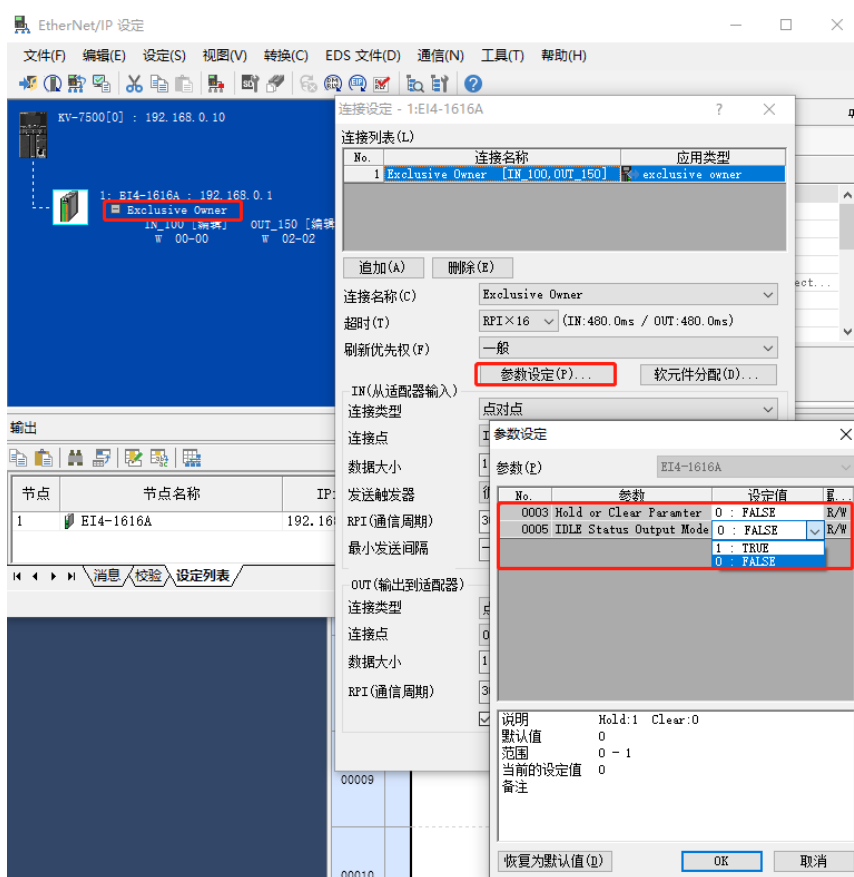 EtherNet/IP 设定
文件(F) 编辑(E) 设定(S) 视图(V) 转换(C) EDS 文件(D) 通信(N) 工具(T) 帮助(H)
KV-7500[0] : 192.168.0.10
1: EI4-1616A : 192.168.0.1
Exclusive Owner
IN_100 [编辑] OUT_150 [编辑
W 00-00 W 02-02
连接设定 - 1:EI4-1616A
连接列表(L)
No. 连接名称 应用类型
1 Exclusive Owner [IN_100,OUT_150] exclusive owner
追加(A) 删除(E)
连接名称(C) Exclusive Owner
超时(T) RPI×16 (IN:480.0ms / OUT:480.0ms)
刷新优先权(F) 一般
参数设定(P)... 软元件分配(D)...
IN(从适配器输入)
连接类型 点对点
连接点 I
数据大小 1
发送触发器
RPI(通信周期) 3
最小发送间隔
OUT(输出到适配器)
连接类型
连接点 0
数据大小 1
RPI(通信周期) 3
ect...
输出
节点 节点名称 IP:
1 EI4-1616A 192.16
消息 校验 设定列表
参数设定
参数(P) EI4-1616A
No. 参数 设定值
0003 Hold or Clear Paramter 0 : FALSE R/W
0005 IDLE Status Output Mode 0 : FALSE R/W
1 : TRUE
0 : FALSE
说明 Hold:1 Clear:0
默认值 0
范围 0 - 1
当前的设定值 0
备注
恢复为默认值(D) OK 取消
00009
00010